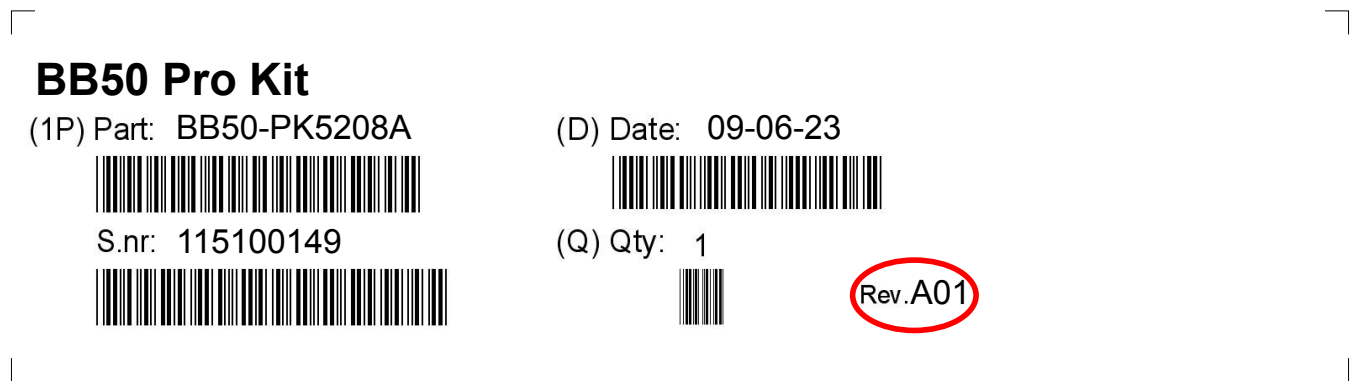 BB50 Pro Kit
(1P) Part: BB50-PK5208A
(D) Date: 09-06-23
S.nr: 115100149
(Q) Qty: 1
Rev.A01